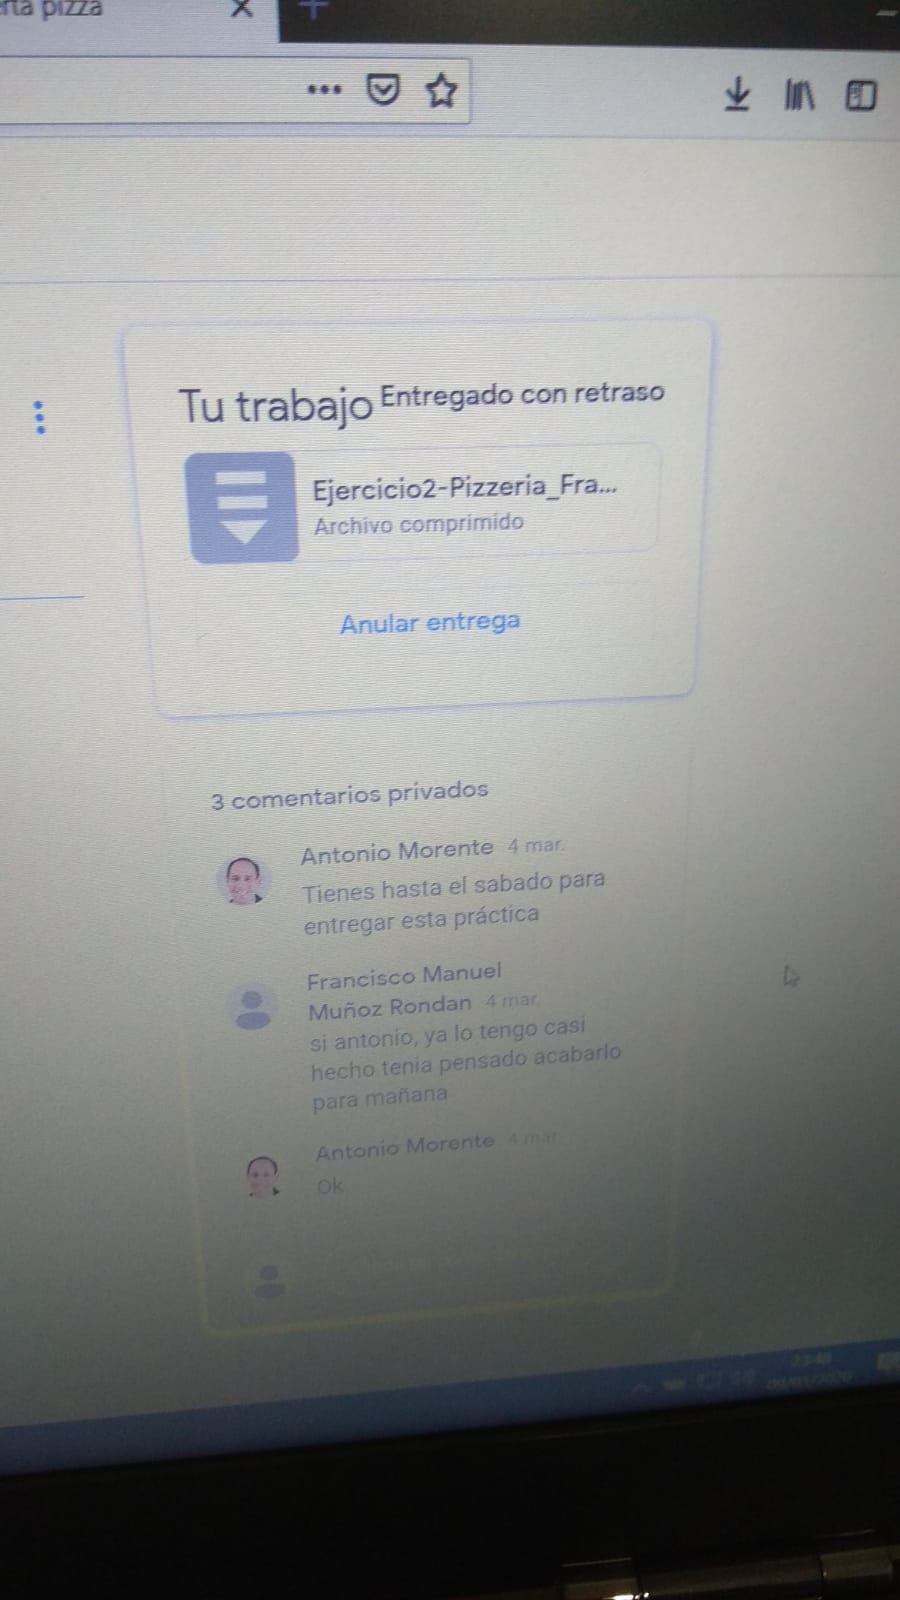 rta pizza
Tu trabajo Entregado con retraso
Ejercicio2-Pizzeria_Fra...
Archivo comprimido
Anular entrega
3 comentarios privados
Antonio Morente 4 mar.
Tienes hasta el sabado para
entregar esta práctica
Francisco Manuel
Muñoz Rondan 4 mar.
si antonio, ya lo tengo casi
hecho tenia pensado acabarlo
para mañana
Antonio Morente 4 mar.
Ok